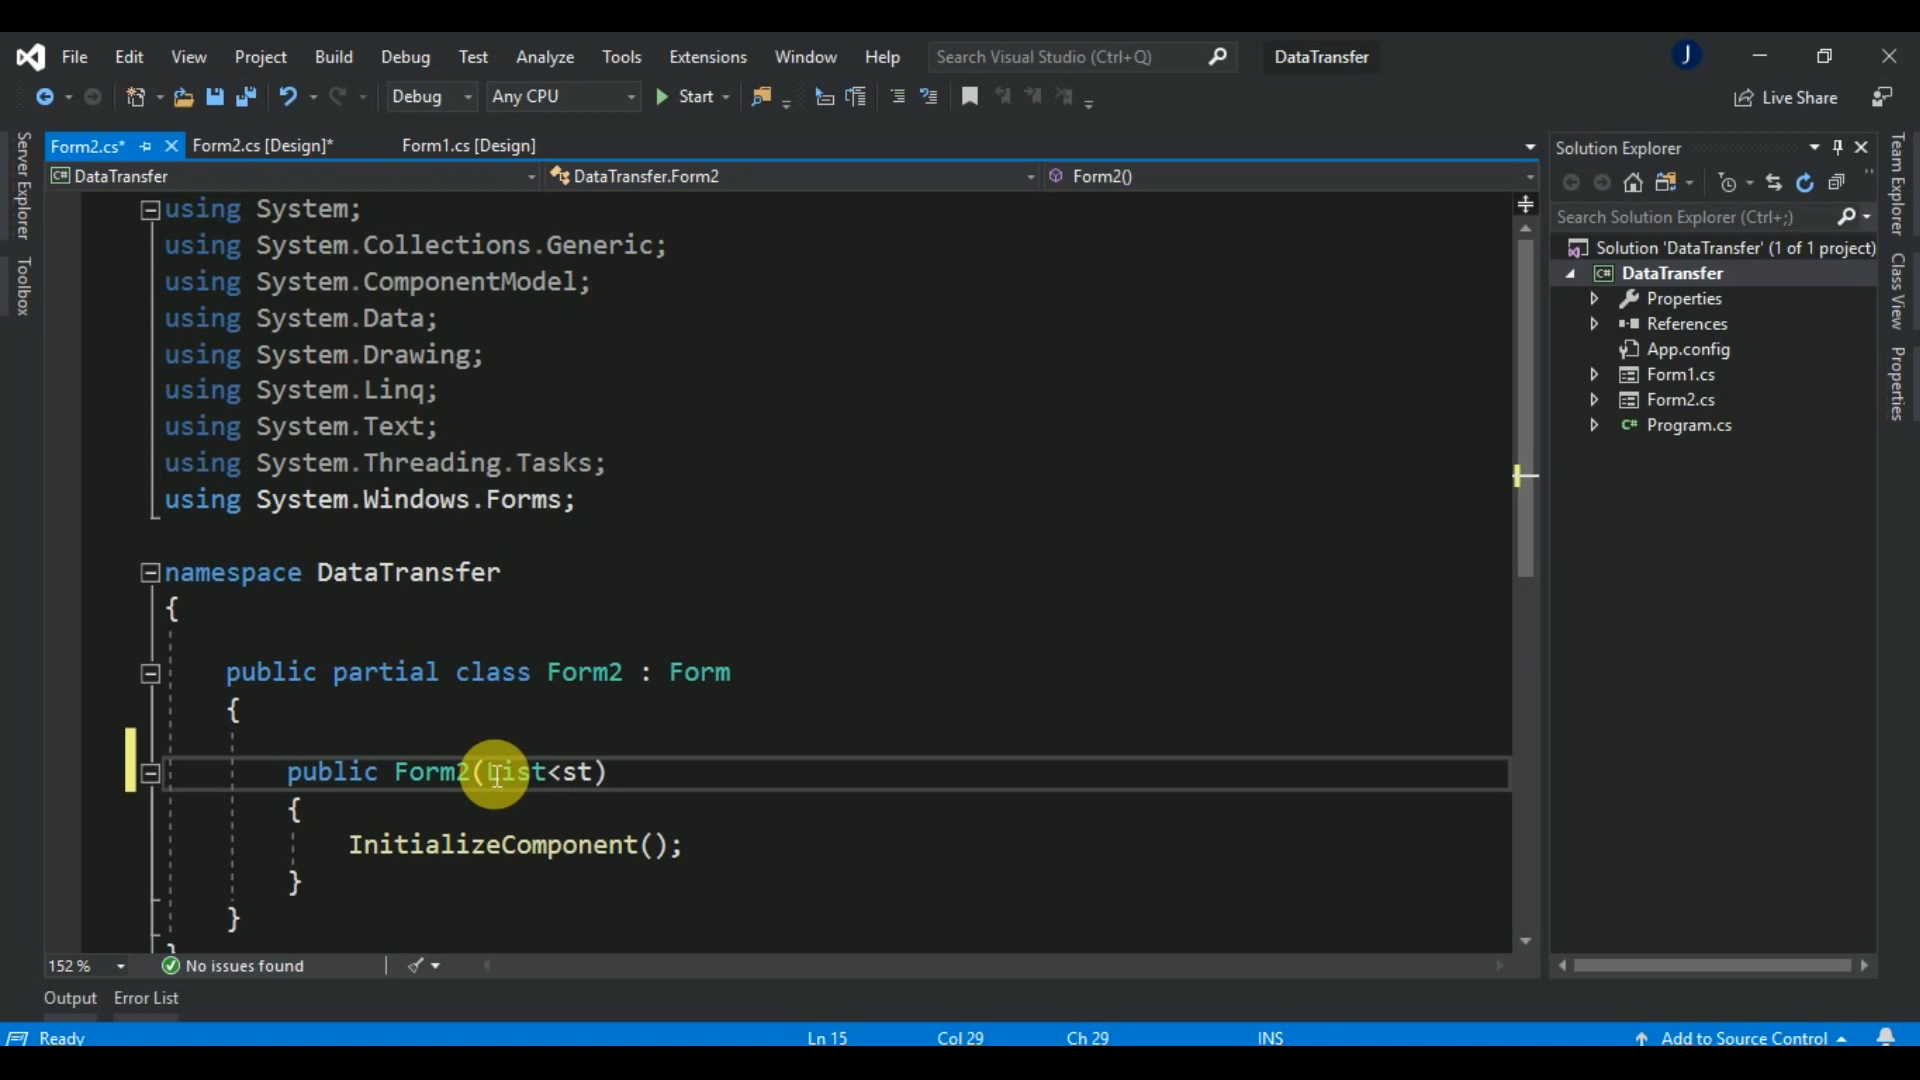 File Edit View Project Build Debug Test Analyze Tools Extensions Window Help Search Visual Studio (Ctrl+Q) DataTransfer J
Debug Any CPU Start Live Share
Form2.cs* Form2.cs [Design]* Form1.cs [Design]
C# DataTransfer DataTransfer.Form2 Form2()
using System;
using System.Collections.Generic;
using System.ComponentModel;
using System.Data;
using System.Drawing;
using System.Linq;
using System.Text;
using System.Threading.Tasks;
using System.Windows.Forms;
namespace DataTransfer
{
public partial class Form2 : Form
{
public Form2(List<st)
{
InitializeComponent();
}
}
}
152 % No issues found
Output Error List
Ready Ln 15 Col 29 Ch 29 INS Add to Source Control
Server Explorer
Toolbox
Solution Explorer
Search Solution Explorer (Ctrl+;)
Solution 'DataTransfer' (1 of 1 project)
C# DataTransfer
Properties
References
App.config
Form1.cs
Form2.cs
C# Program.cs
Team Explorer
Class View
Properties